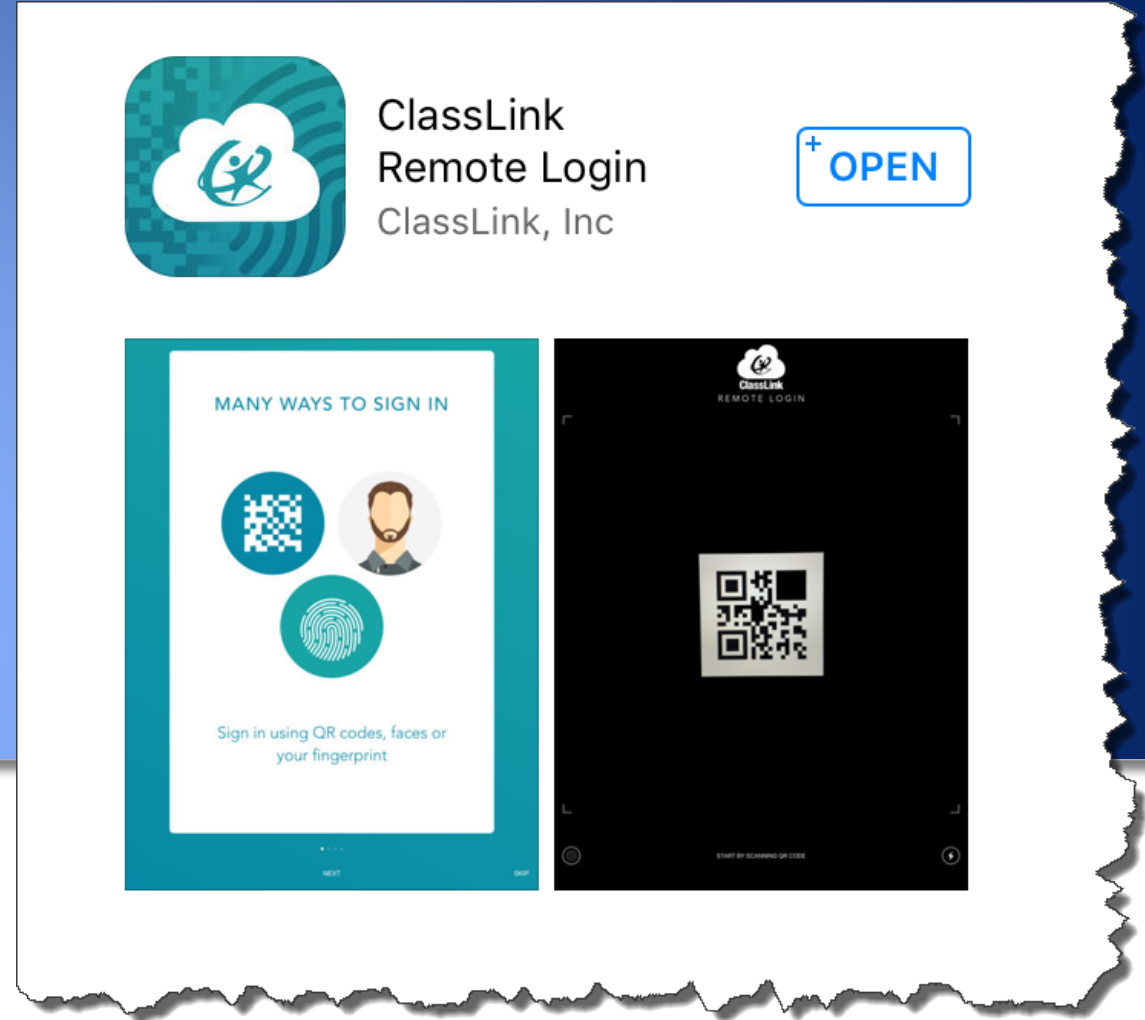 ClassLink
Remote Login
ClassLink, Inc
+ OPEN
MANY WAYS TO SIGN IN
Sign in using QR codes, faces or
your fingerprint
NEXT
SKIP
ClassLink
REMOTE LOGIN
START BY SCANNING QR CODE